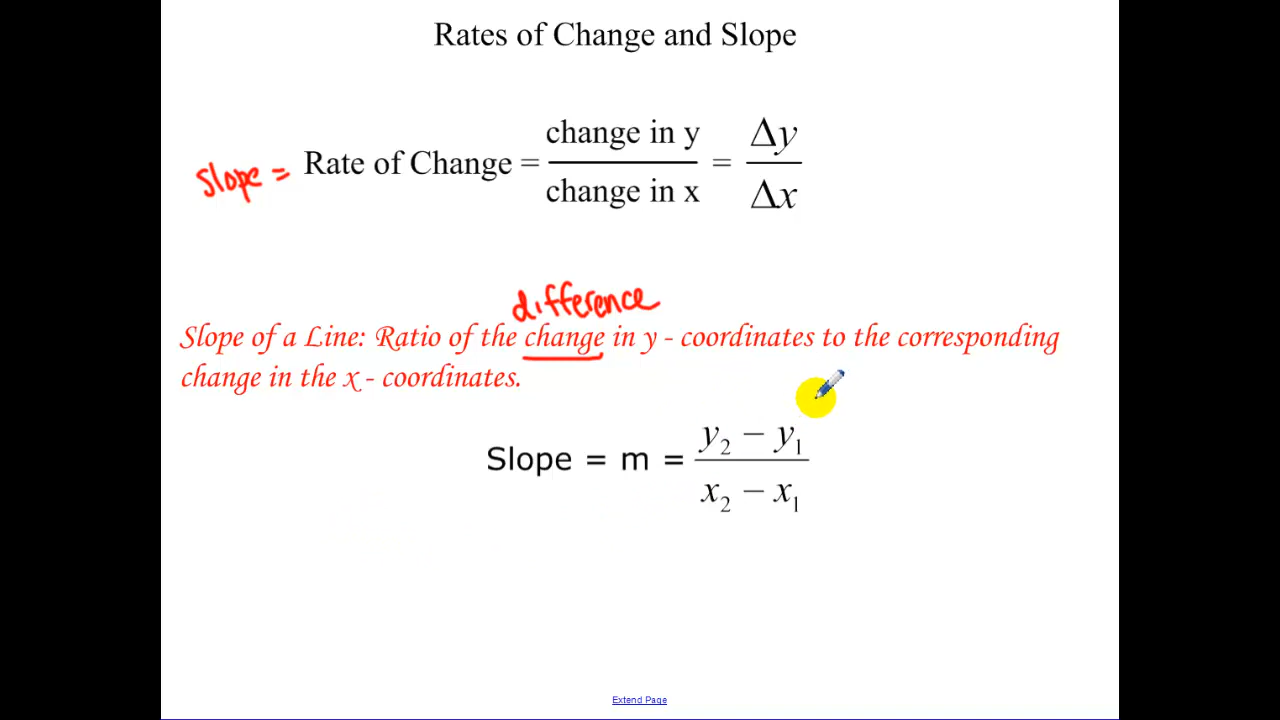 Rates of Change and Slope
slope = Rate of Change = change in y / change in x = Δy / Δx
difference
Slope of a Line: Ratio of the change in y - coordinates to the corresponding
change in the x - coordinates.
Slope = m = y₂ − y₁ / x₂ − x₁
Extend Page